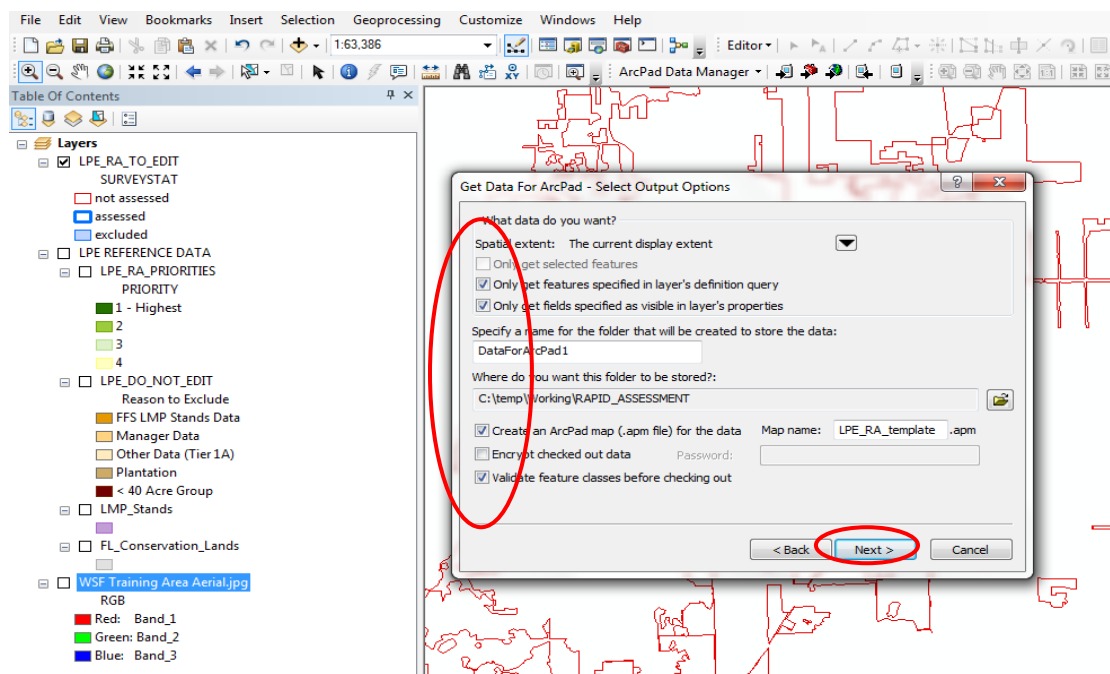 File Edit View Bookmarks Insert Selection Geoprocessing Customize Windows Help
1:63,386
Editor
ArcPad Data Manager
Table Of Contents
Layers
LPE_RA_TO_EDIT
SURVEYSTAT
not assessed
assessed
excluded
LPE REFERENCE DATA
LPE_RA_PRIORITIES
PRIORITY
1 - Highest
2
3
4
LPE_DO_NOT_EDIT
Reason to Exclude
FFS LMP Stands Data
Manager Data
Other Data (Tier 1A)
Plantation
< 40 Acre Group
LMP_Stands
FL_Conservation_Lands
WSF Training Area Aerial.jpg
RGB
Red: Band_1
Green: Band_2
Blue: Band_3
Get Data For ArcPad - Select Output Options
What data do you want?
Spatial extent: The current display extent
Only get selected features
Only get features specified in layer's definition query
Only get fields specified as visible in layer's properties
Specify a name for the folder that will be created to store the data:
DataForArcPad1
Where do you want this folder to be stored?:
C:\temp\Working\RAPID_ASSESSMENT
Create an ArcPad map (.apm file) for the data Map name: LPE_RA_template .apm
Encrypt checked out data Password:
Validate feature classes before checking out
< Back Next > Cancel